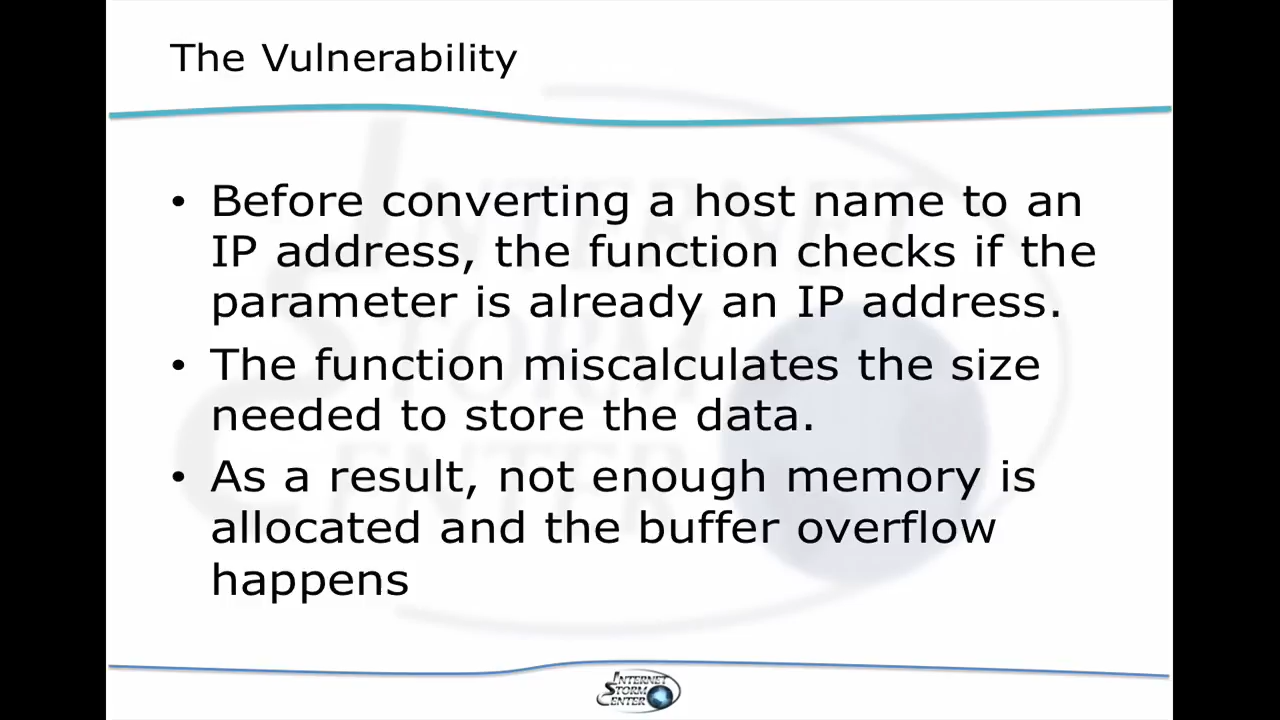 The Vulnerability
• Before converting a host name to an
IP address, the function checks if the
parameter is already an IP address.
• The function miscalculates the size
needed to store the data.
• As a result, not enough memory is
allocated and the buffer overflow
happens
INTERNET
STORM
CENTER